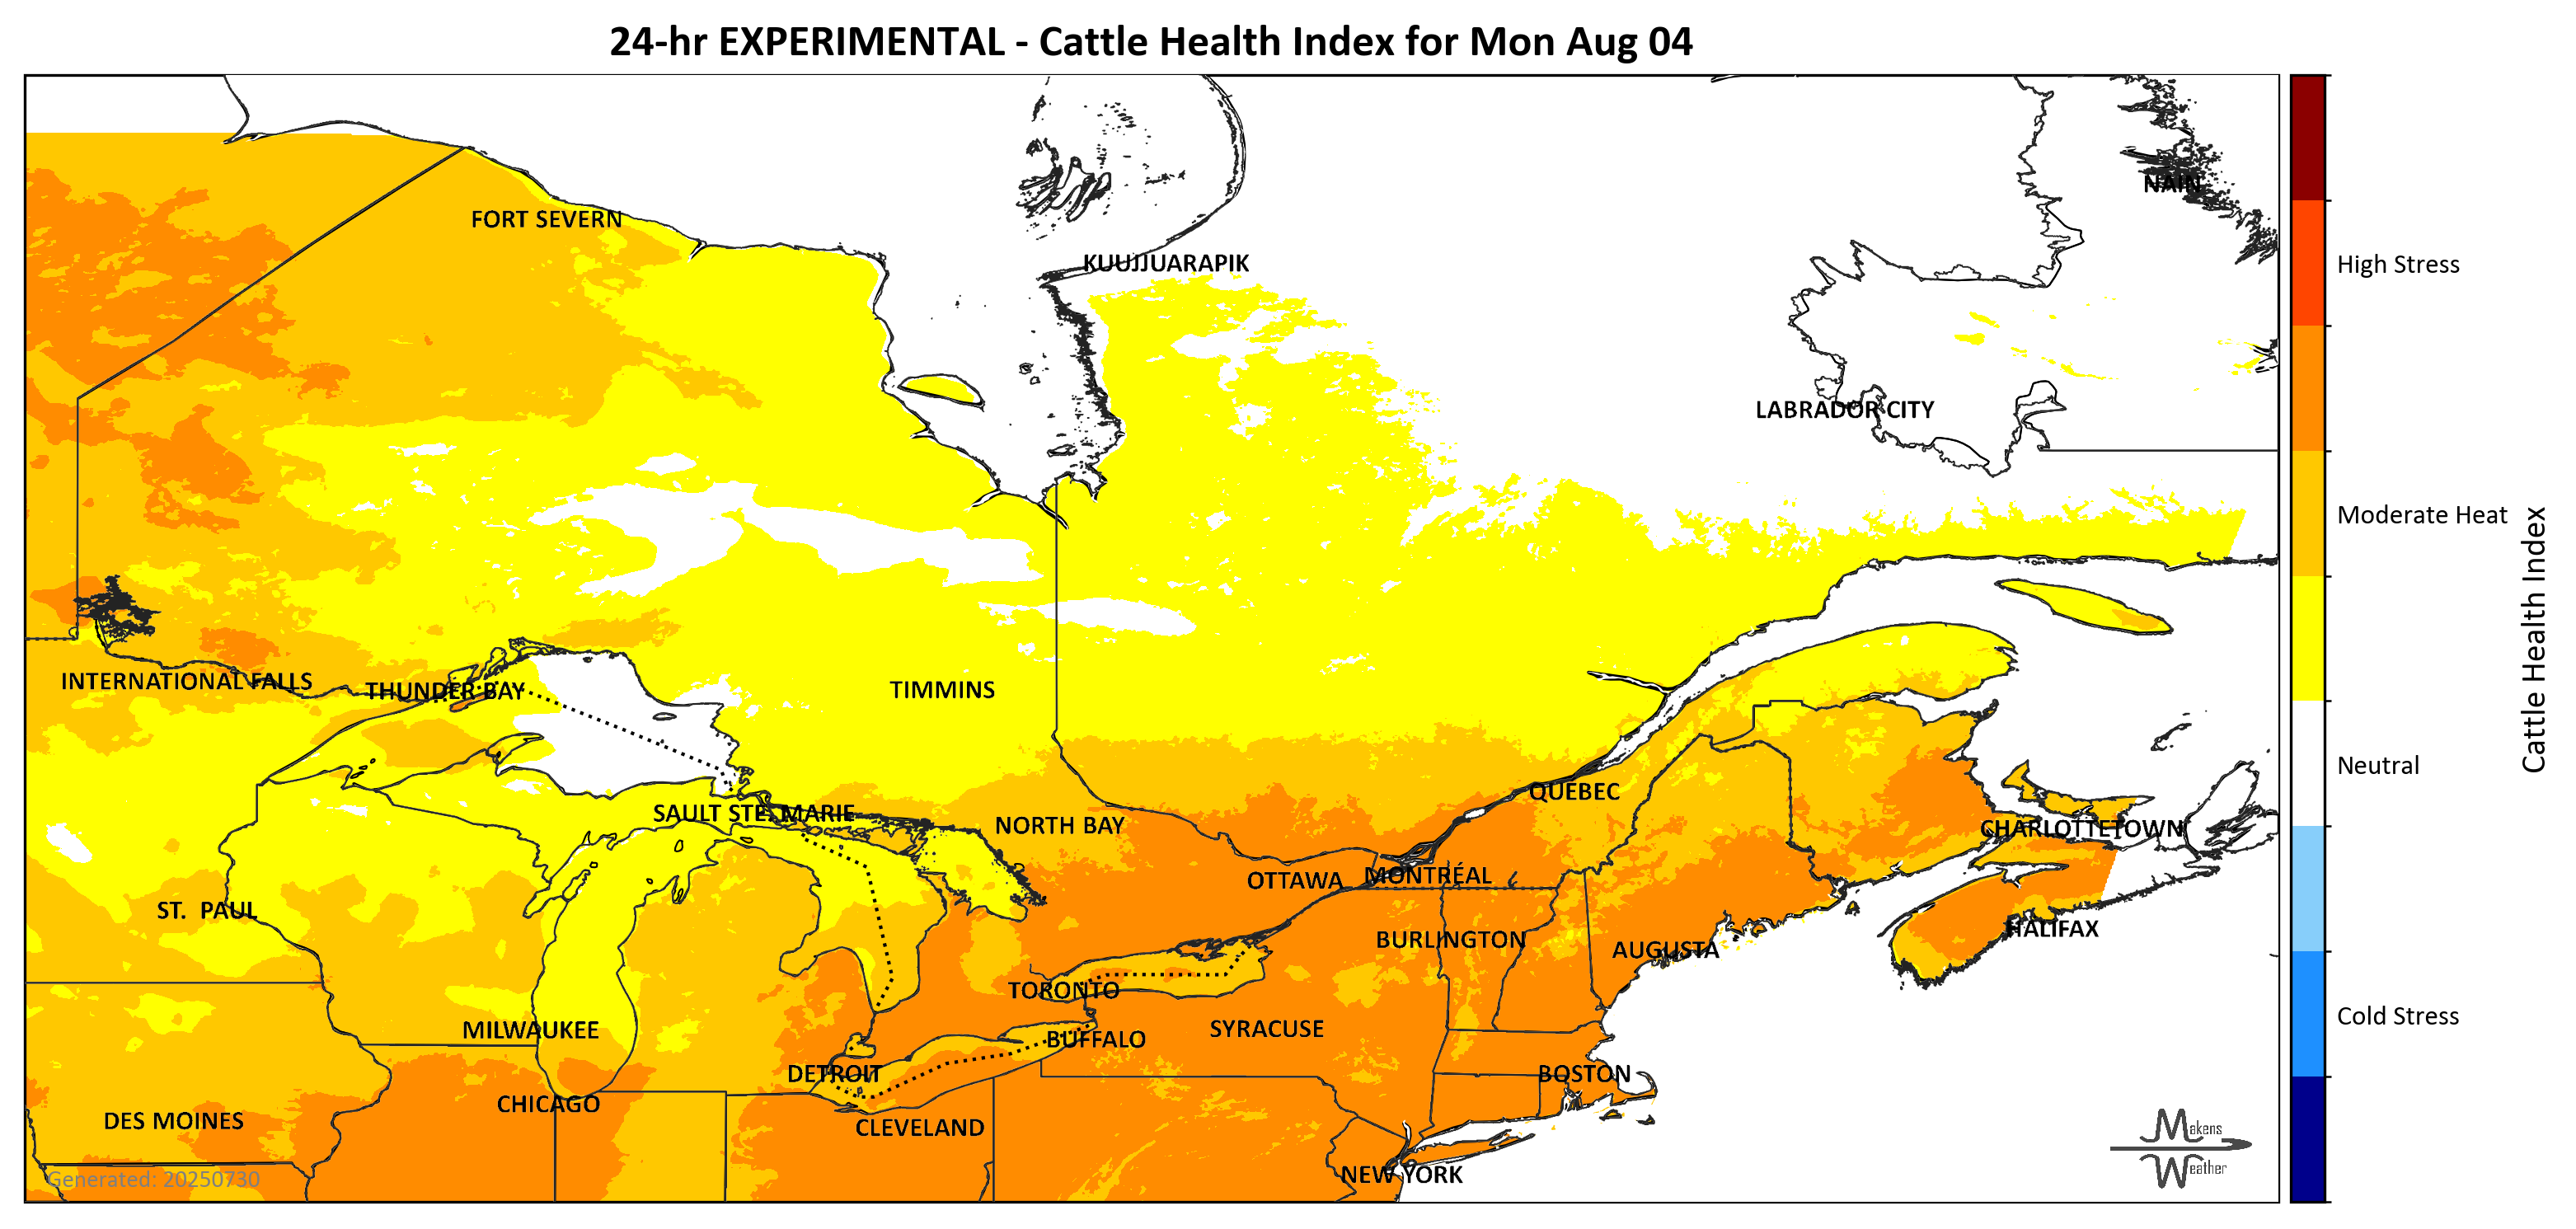 24-hr EXPERIMENTAL - Cattle Health Index for Mon Aug 04
NAIN
FORT SEVERN
KUUJJUARAPIK
High Stress
LABRADOR CITY
Moderate Heat
Cattle Health Index
INTERNATIONAL FALLS
THUNDER BAY
TIMMINS
Neutral
QUEBEC
SAULT STE. MARIE
NORTH BAY
CHARLOTTETOWN
OTTAWA
MONTRÉAL
ST. PAUL
HALIFAX
BURLINGTON
AUGUSTA
TORONTO
Cold Stress
MILWAUKEE
SYRACUSE
BUFFALO
DETROIT
BOSTON
CHICAGO
DES MOINES
CLEVELAND
Makens
Weather
NEW YORK
Generated: 20250730